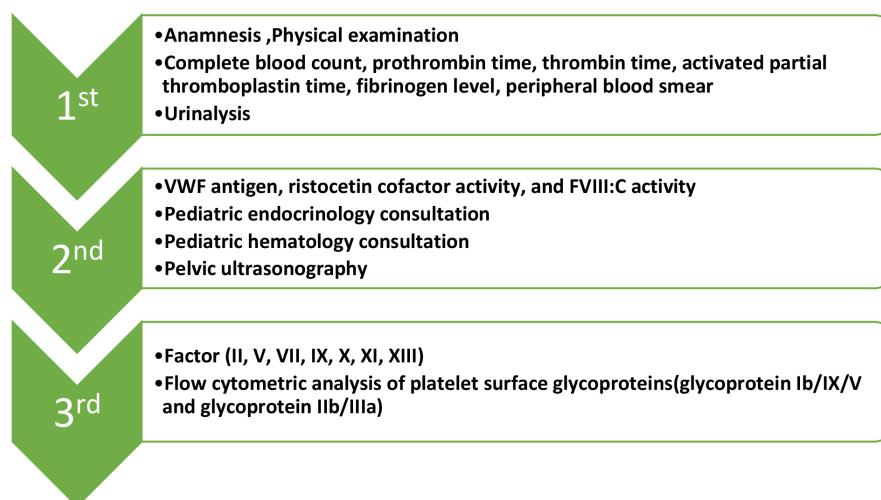 1st
•Anamnesis ,Physical examination
•Complete blood count, prothrombin time, thrombin time, activated partial
thromboplastin time, fibrinogen level, peripheral blood smear
•Urinalysis
2nd
•VWF antigen, ristocetin cofactor activity, and FVIII:C activity
•Pediatric endocrinology consultation
•Pediatric hematology consultation
•Pelvic ultrasonography
3rd
•Factor (II, V, VII, IX, X, XI, XIII)
•Flow cytometric analysis of platelet surface glycoproteins(glycoprotein Ib/IX/V
and glycoprotein IIb/IIIa)